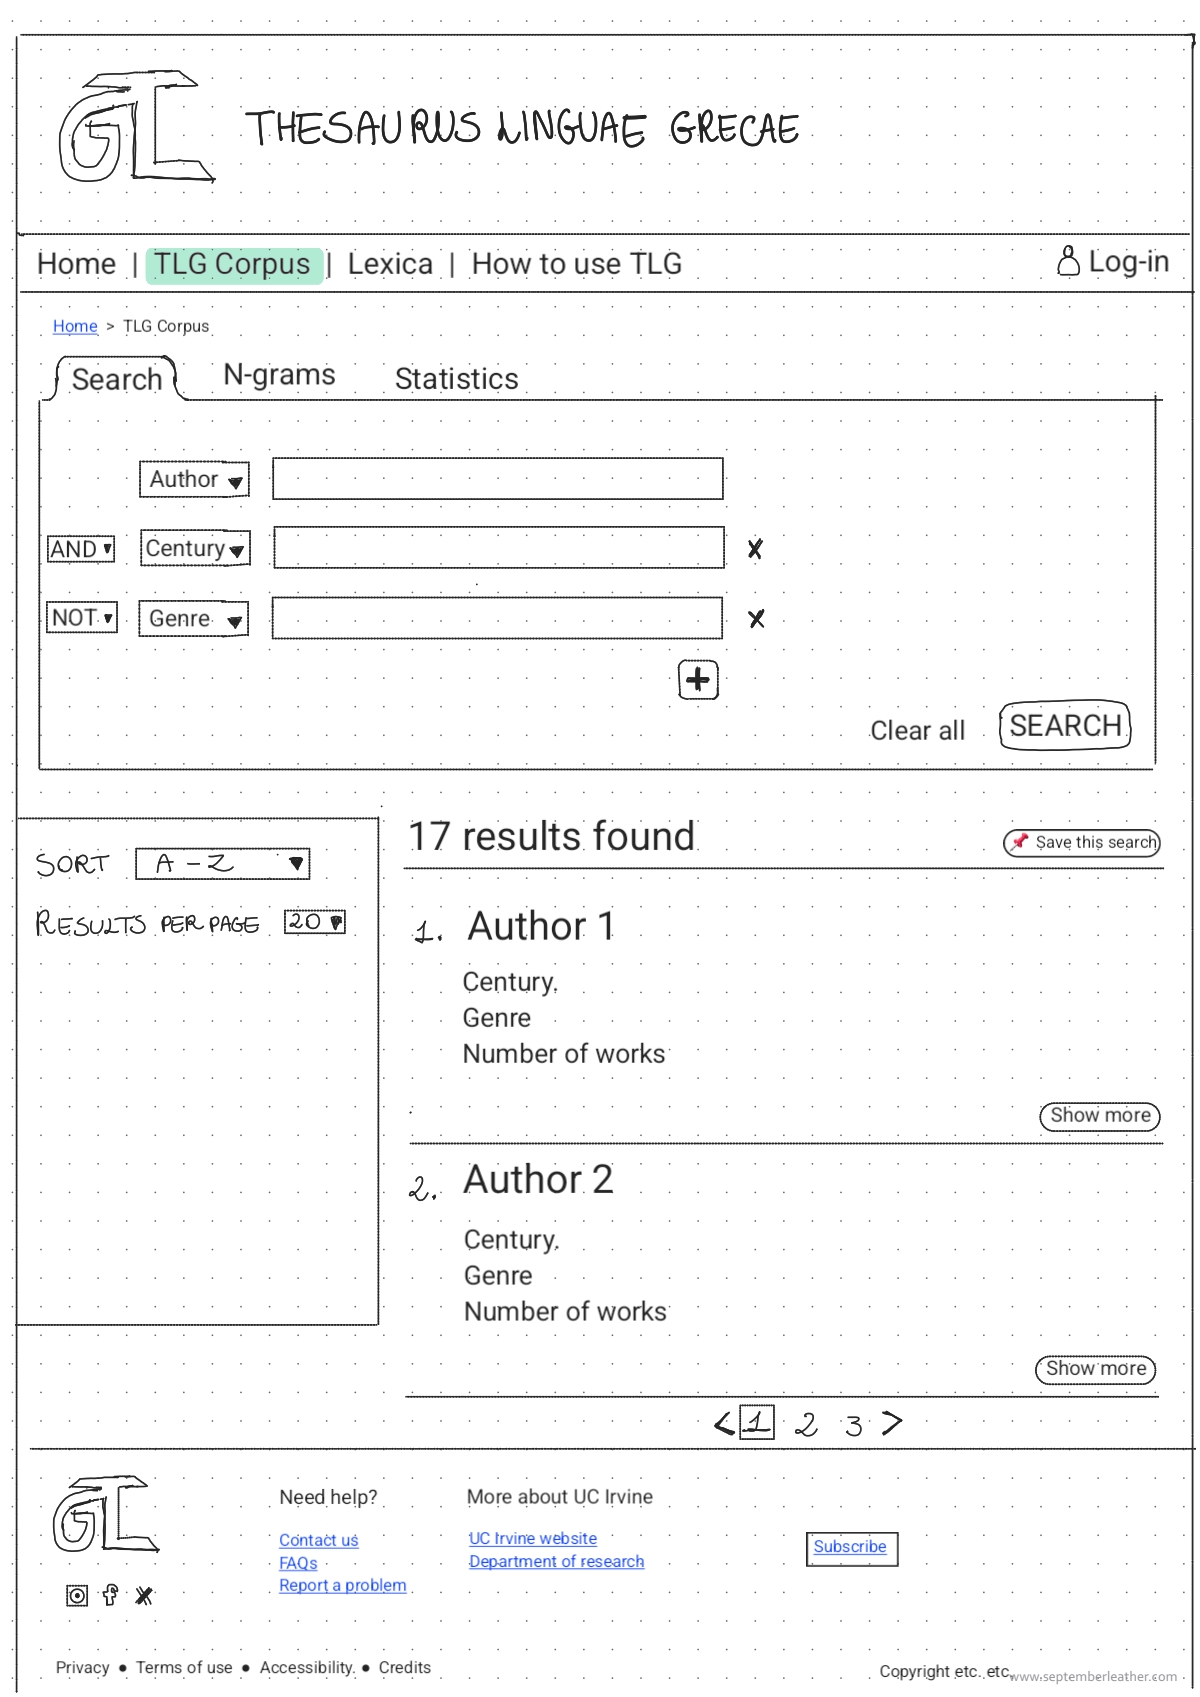 GTL THESAURUS LINGUAE GRECAE
Home | TLG Corpus | Lexica | How to use TLG Log-in
Home > TLG Corpus
Search N-grams Statistics
Author
AND Century x
NOT Genre x
+
Clear all SEARCH
17 results found
Save this search
SORT A - Z
RESULTS PER PAGE 20
1. Author 1
Century.
Genre
Number of works
Show more
2. Author 2
Century.
Genre
Number of works
Show more
< 1 2 3 >
GTL
Need help? More about UC Irvine
Contact us UC Irvine website Subscribe
FAQs Department of research
Report a problem
f X
Privacy ● Terms of use ● Accessibility. ● Credits Copyright etc. etc.
www.septemberleather.com